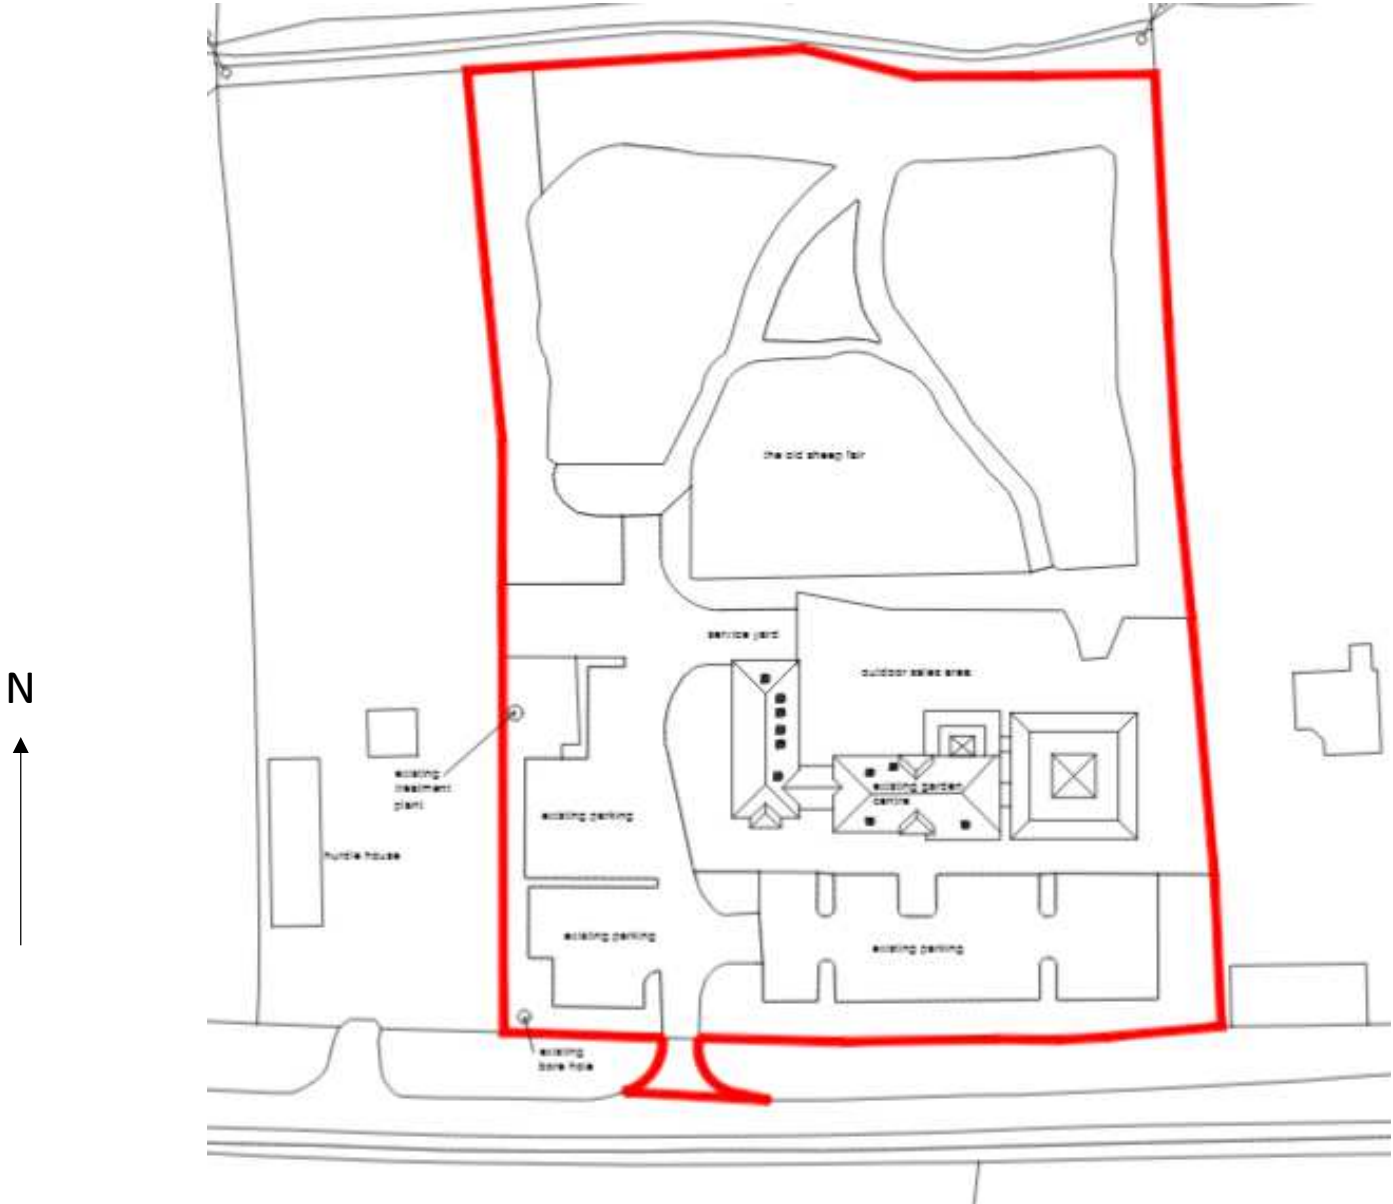 the old sheep fair
service yard
outdoor sales area
N
existing
treatment
plant
existing garden
centre
existing parking
hurdle house
existing parking
existing parking
existing
bore hole